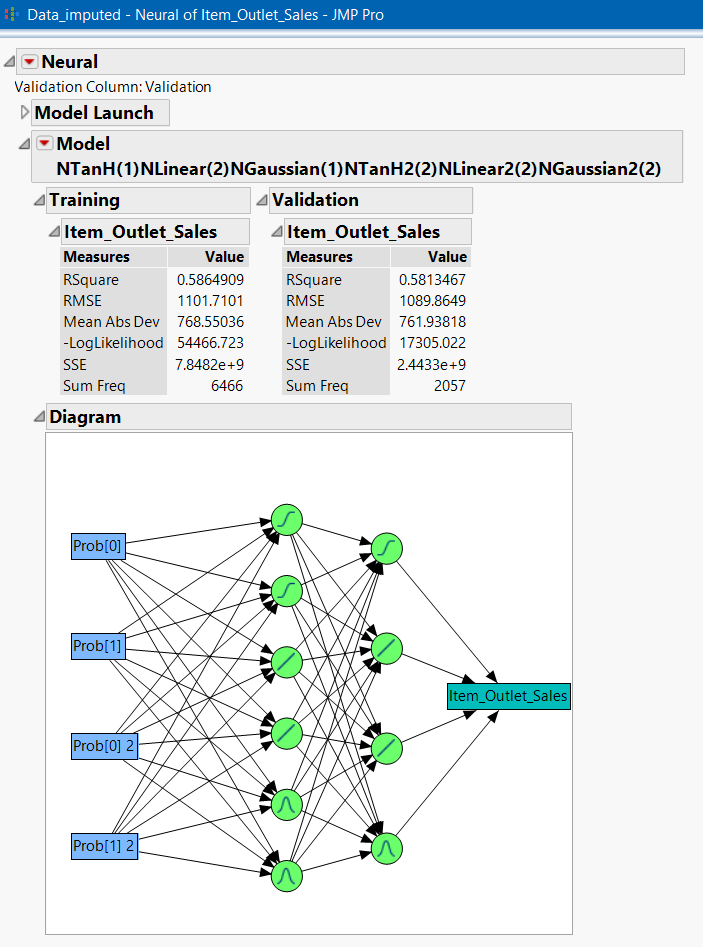 Data_imputed - Neural of Item_Outlet_Sales - JMP Pro
Neural
Validation Column: Validation
Model Launch
Model
NTanH(1)NLinear(2)NGaussian(1)NTanH2(2)NLinear2(2)NGaussian2(2)
Training
Item_Outlet_Sales
Measures Value
RSquare 0.5864909
RMSE 1101.7101
Mean Abs Dev 768.55036
-LogLikelihood 54466.723
SSE 7.8482e+9
Sum Freq 6466
Validation
Item_Outlet_Sales
Measures Value
RSquare 0.5813467
RMSE 1089.8649
Mean Abs Dev 761.93818
-LogLikelihood 17305.022
SSE 2.4433e+9
Sum Freq 2057
Diagram
Prob[0]
Prob[1]
Prob[0] 2
Prob[1] 2
Item_Outlet_Sales